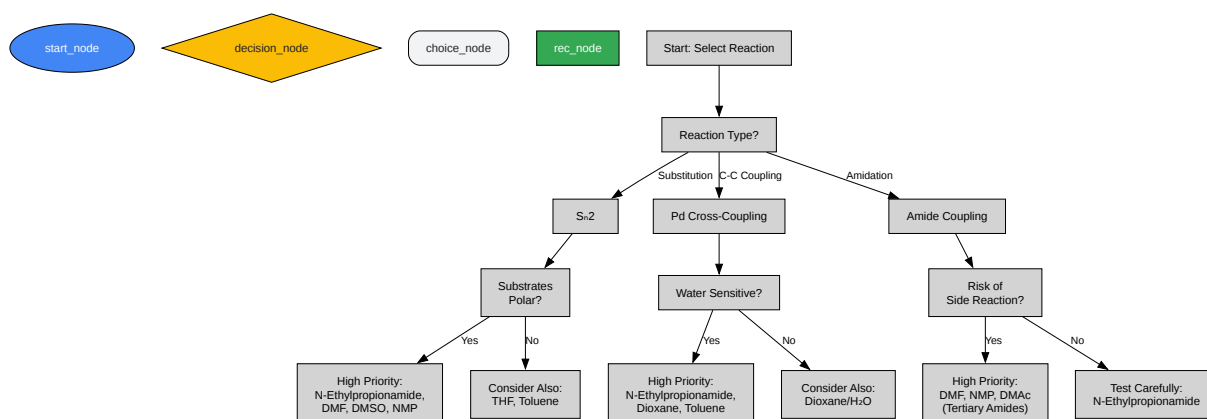 start_node
decision_node
choice_node
rec_node
Start: Select Reaction
Reaction Type?
Substitution
C-C Coupling
Amidation
Sₙ2
Pd Cross-Coupling
Amide Coupling
Substrates
Polar?
Water Sensitive?
Risk of
Side Reaction?
Yes
No
Yes
No
Yes
No
High Priority:
N-Ethylpropionamide,
DMF, DMSO, NMP
Consider Also:
THF, Toluene
High Priority:
N-Ethylpropionamide,
Dioxane, Toluene
Consider Also:
Dioxane/H₂O
High Priority:
DMF, NMP, DMAc
(Tertiary Amides)
Test Carefully:
N-Ethylpropionamide